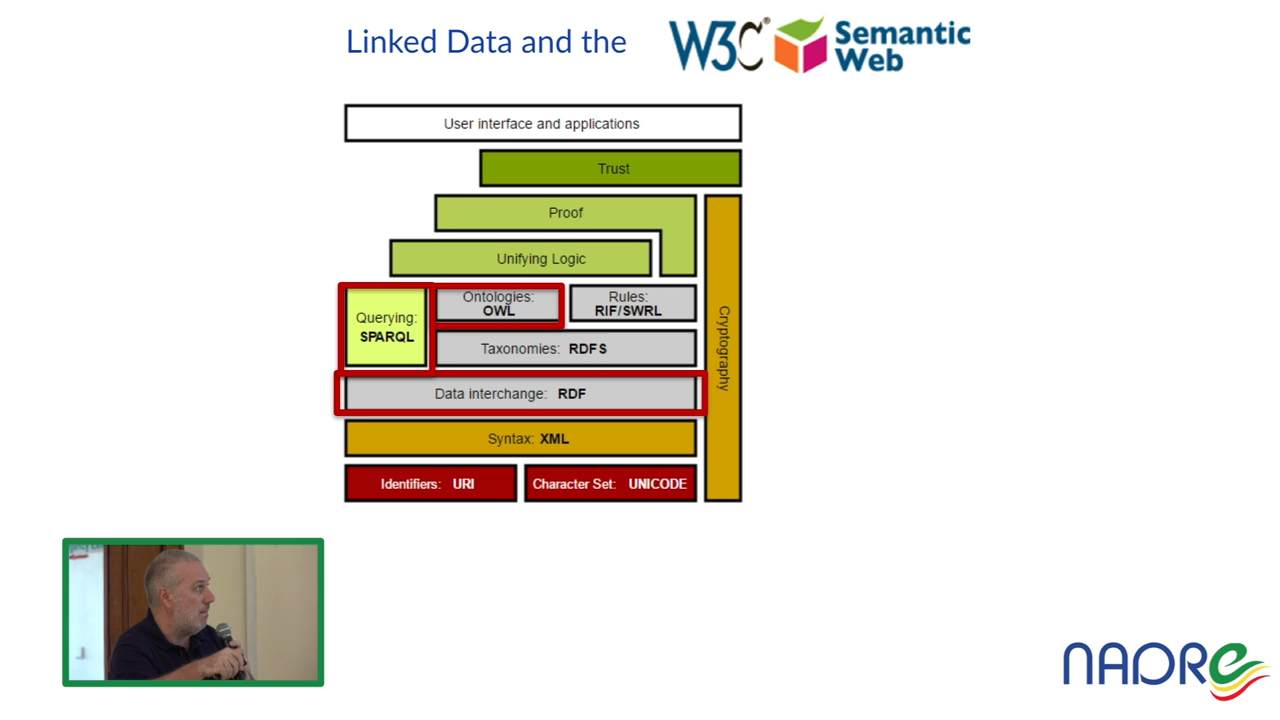 Linked Data and the
W3C® Semantic
Web
User interface and applications
Trust
Proof
Unifying Logic
Ontologies:
OWL
Rules:
RIF/SWRL
Querying:
SPARQL
Taxonomies: RDFS
Cryptography
Data interchange: RDF
Syntax: XML
Identifiers: URI
Character Set: UNICODE
NADRe